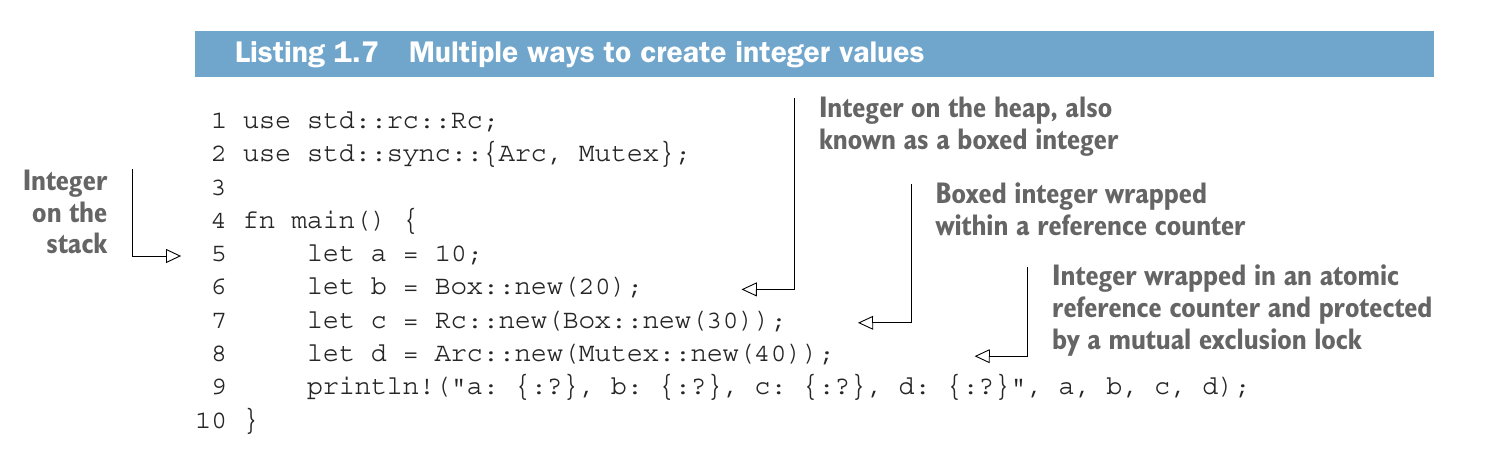 Listing 1.7 Multiple ways to create integer values
1 use std::rc::Rc;
2 use std::sync::{Arc, Mutex};
3
4 fn main() {
5     let a = 10;
6     let b = Box::new(20);
7     let c = Rc::new(Box::new(30));
8     let d = Arc::new(Mutex::new(40));
9     println!("a: {:?}, b: {:?}, c: {:?}, d: {:?}", a, b, c, d);
10 }
Integer
on the
stack
Integer on the heap, also
known as a boxed integer
Boxed integer wrapped
within a reference counter
Integer wrapped in an atomic
reference counter and protected
by a mutual exclusion lock